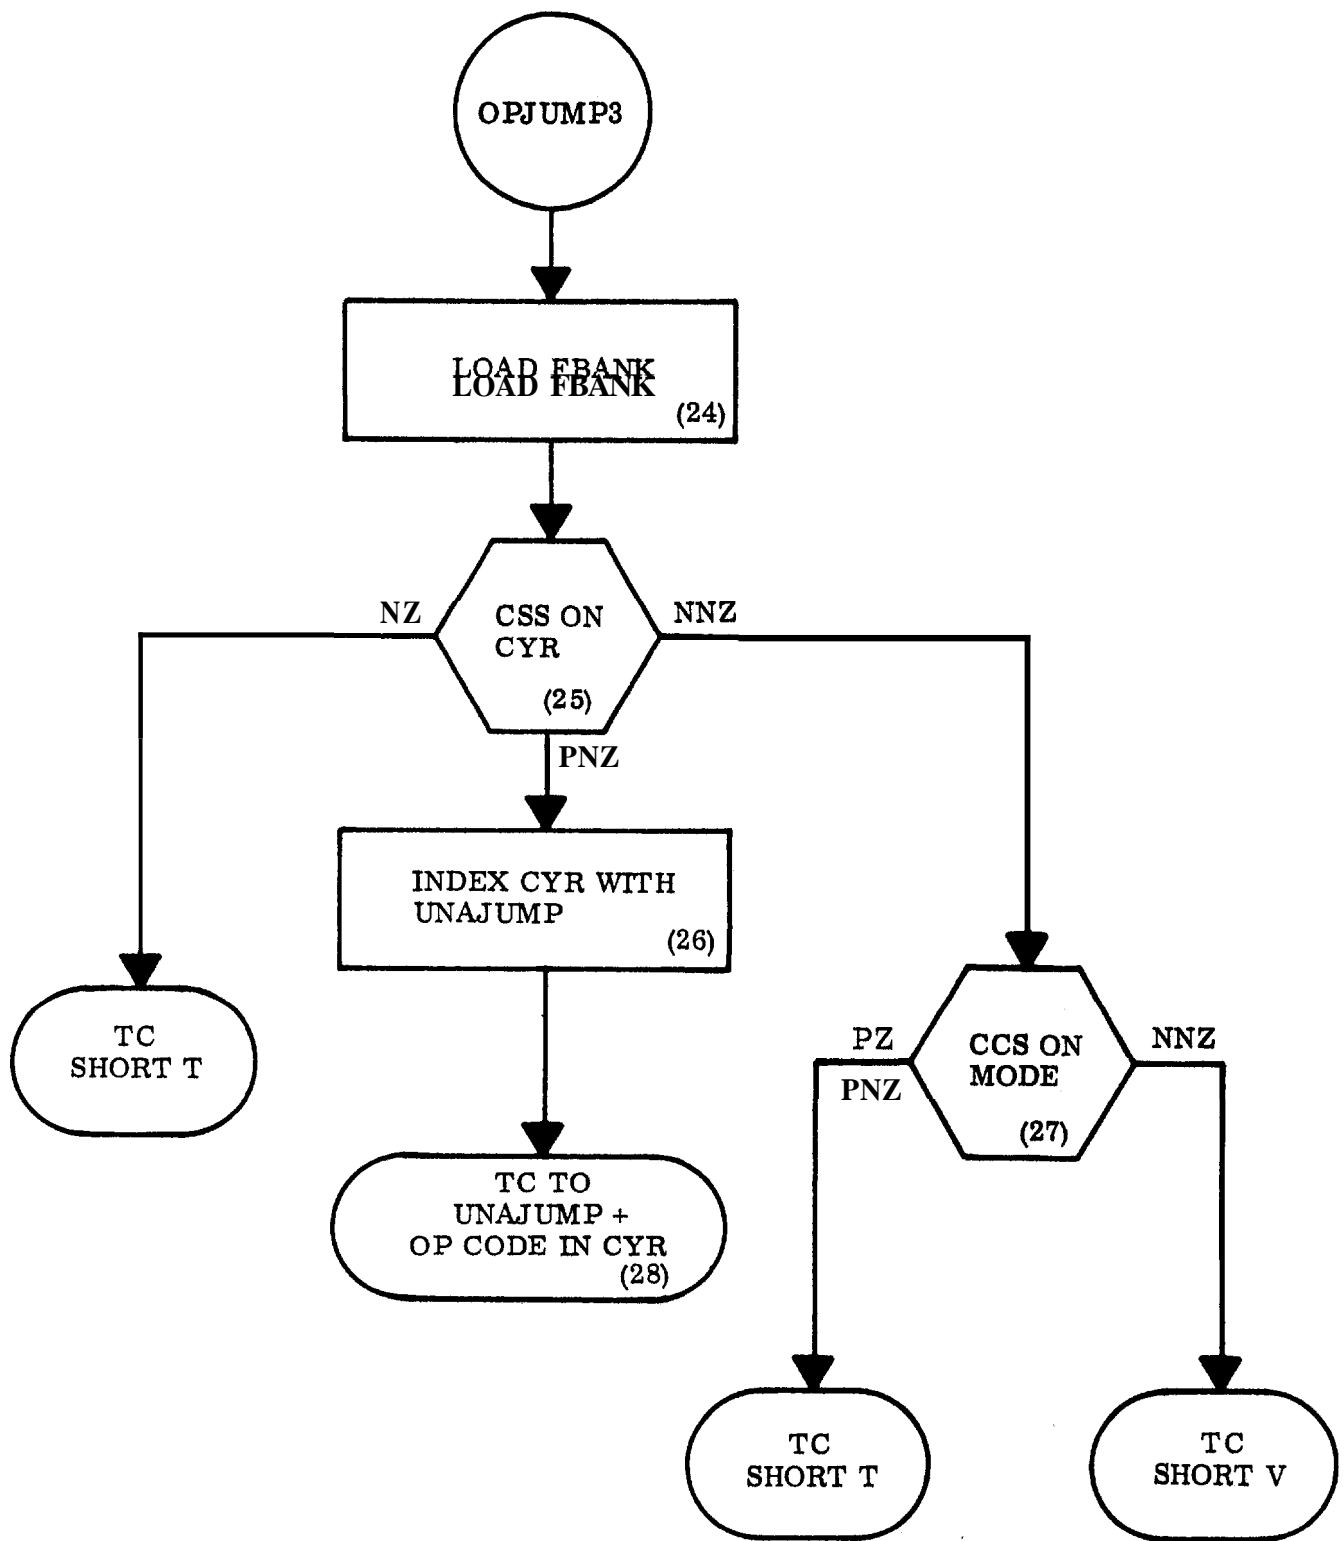 OPJUMP3
LOAD FBANK
LOAD FBANK
(24)
NZ
CSS ON
CYR
(25)
NNZ
PNZ
INDEX CYR WITH
UNAJUMP
(26)
TC
SHORT T
PZ
PNZ
CCS ON
MODE
(27)
NNZ
TC TO
UNAJUMP +
OP CODE IN CYR
(28)
TC
SHORT T
TC
SHORT V